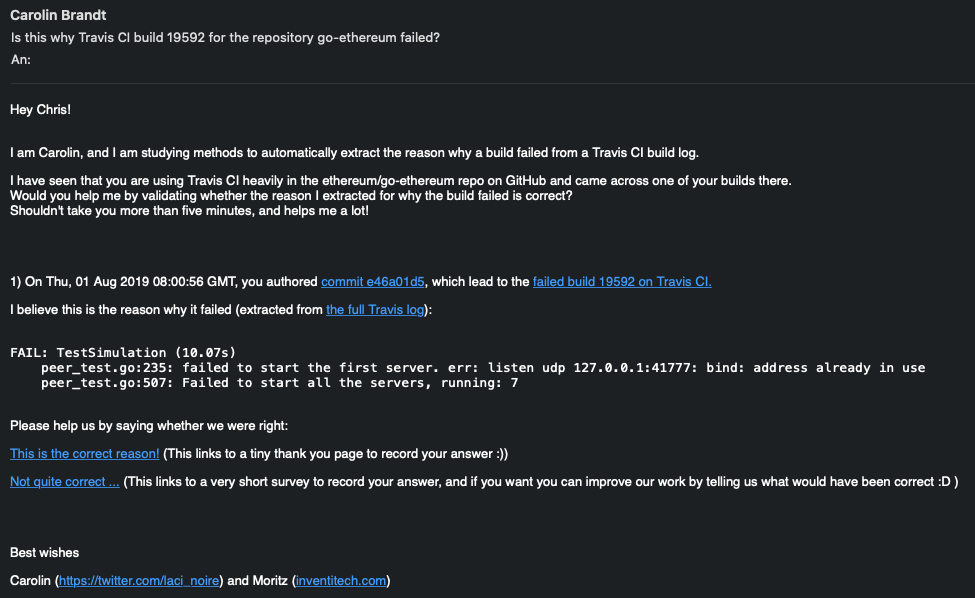 Carolin Brandt
Is this why Travis CI build 19592 for the repository go-ethereum failed?
An:
Hey Chris!
I am Carolin, and I am studying methods to automatically extract the reason why a build failed from a Travis CI build log.
I have seen that you are using Travis CI heavily in the ethereum/go-ethereum repo on GitHub and came across one of your builds there.
Would you help me by validating whether the reason I extracted for why the build failed is correct?
Shouldn't take you more than five minutes, and helps me a lot!
1) On Thu, 01 Aug 2019 08:00:56 GMT, you authored commit e46a01d5, which lead to the failed build 19592 on Travis CI.
I believe this is the reason why it failed (extracted from the full Travis log):
FAIL: TestSimulation (10.07s)
    peer_test.go:235: failed to start the first server. err: listen udp 127.0.0.1:41777: bind: address already in use
    peer_test.go:507: Failed to start all the servers, running: 7
Please help us by saying whether we were right:
This is the correct reason! (This links to a tiny thank you page to record your answer :))
Not quite correct ... (This links to a very short survey to record your answer, and if you want you can improve our work by telling us what would have been correct :D )
Best wishes
Carolin (https://twitter.com/laci_noire) and Moritz (inventitech.com)